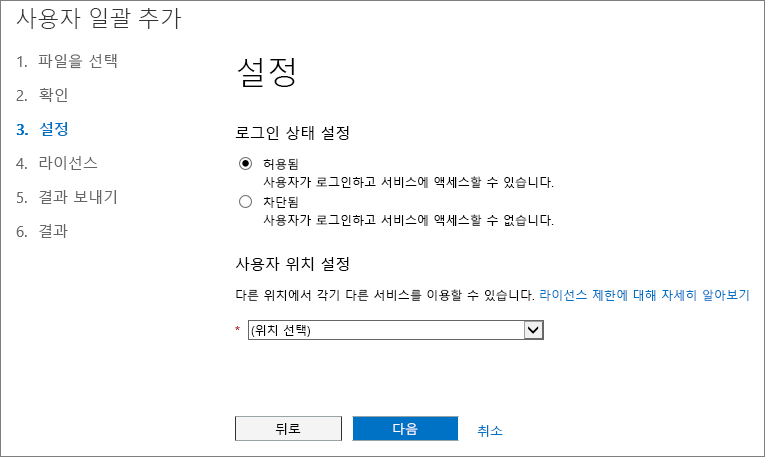 사용자 일괄 추가
1. 파일을 선택
2. 확인
3. 설정
4. 라이선스
5. 결과 보내기
6. 결과
설정
로그인 상태 설정
허용됨
사용자가 로그인하고 서비스에 액세스할 수 있습니다.
차단됨
사용자가 로그인하고 서비스에 액세스할 수 없습니다.
사용자 위치 설정
다른 위치에서 각기 다른 서비스를 이용할 수 있습니다. 라이선스 제한에 대해 자세히 알아보기
* (위치 선택)
뒤로 다음 취소